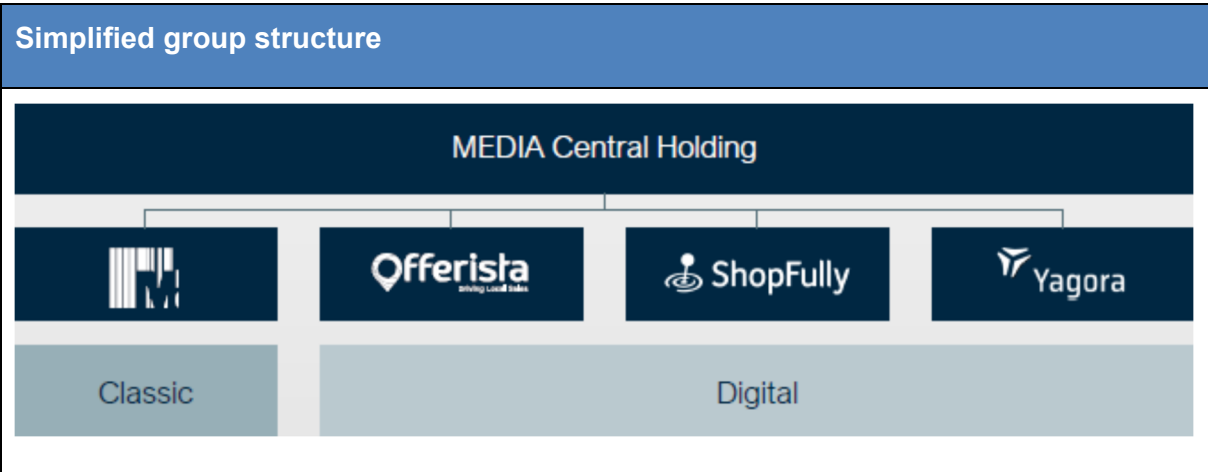 Simplified group structure
MEDIA Central Holding
Offerista
Driving Local Sales
ShopFully
Yagora
Classic
Digital